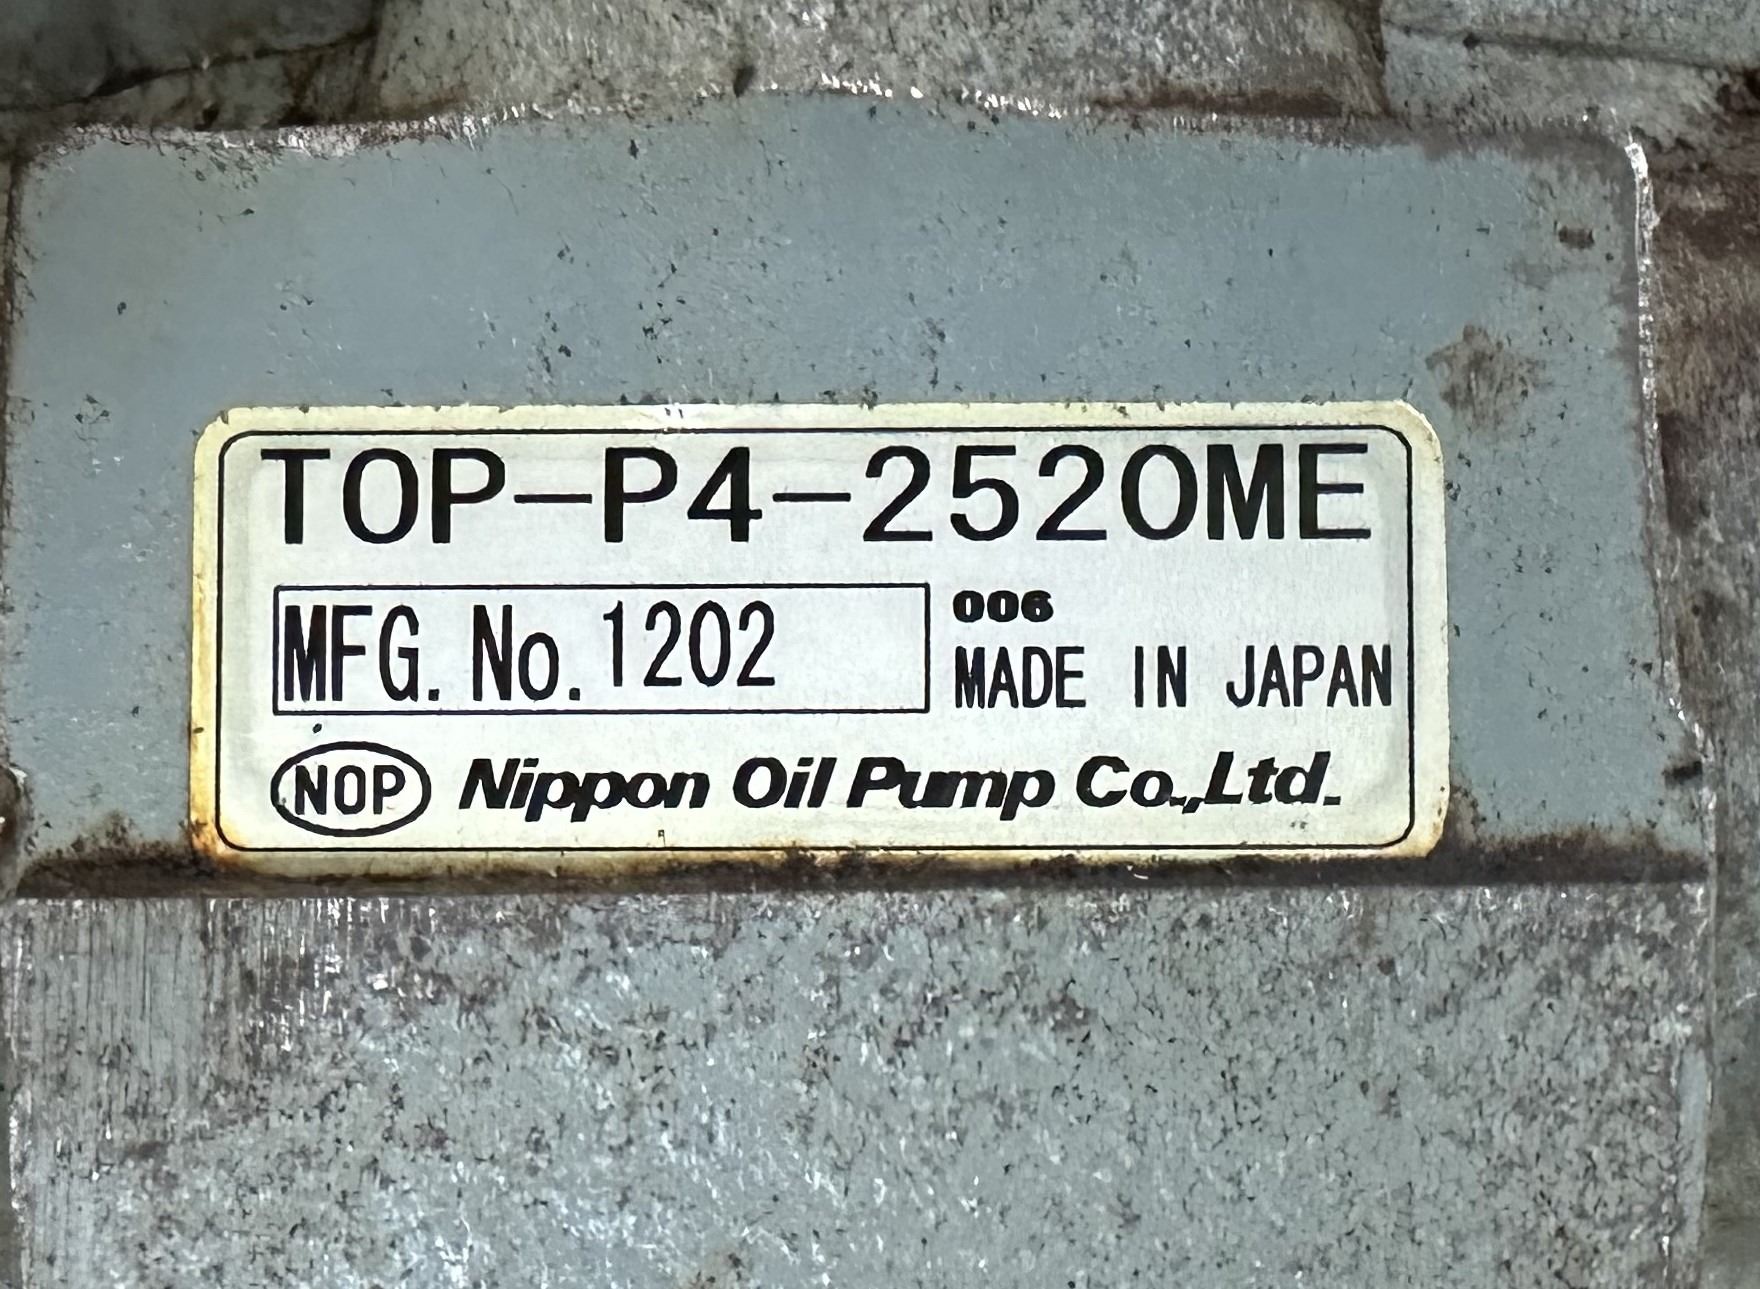 TOP-P4-2520ME
MFG. No. 1202
006
MADE IN JAPAN
NOP Nippon Oil Pump Co.,Ltd.